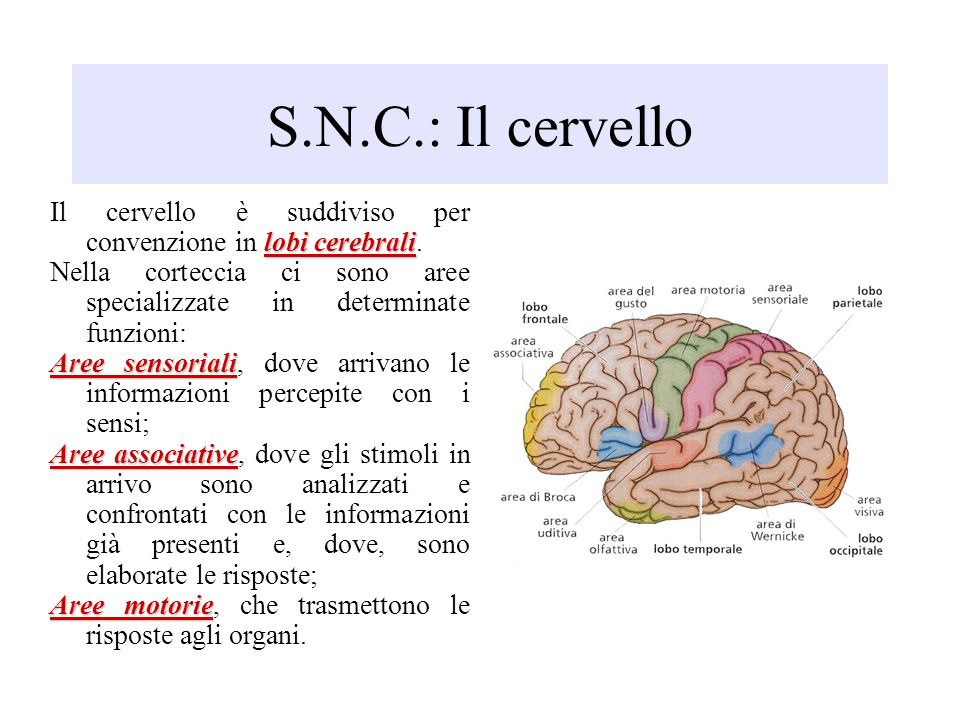 S.N.C.: Il cervello
Il cervello è suddiviso per
convenzione in lobi cerebrali.
Nella corteccia ci sono aree
specializzate in determinate
funzioni:
Aree sensoriali, dove arrivano le
informazioni percepite con i
sensi;
Aree associative, dove gli stimoli in
arrivo sono analizzati e
confrontati con le informazioni
già presenti e, dove, sono
elaborate le risposte;
Aree motorie, che trasmettono le
risposte agli organi.
lobo
frontale
area del
gusto
area motoria
area
sensoriale
lobo
parietale
area
associativa
area di Broca
area
uditiva
area
olfattiva
lobo temporale
area di
Wernicke
area
visiva
lobo
occipitale